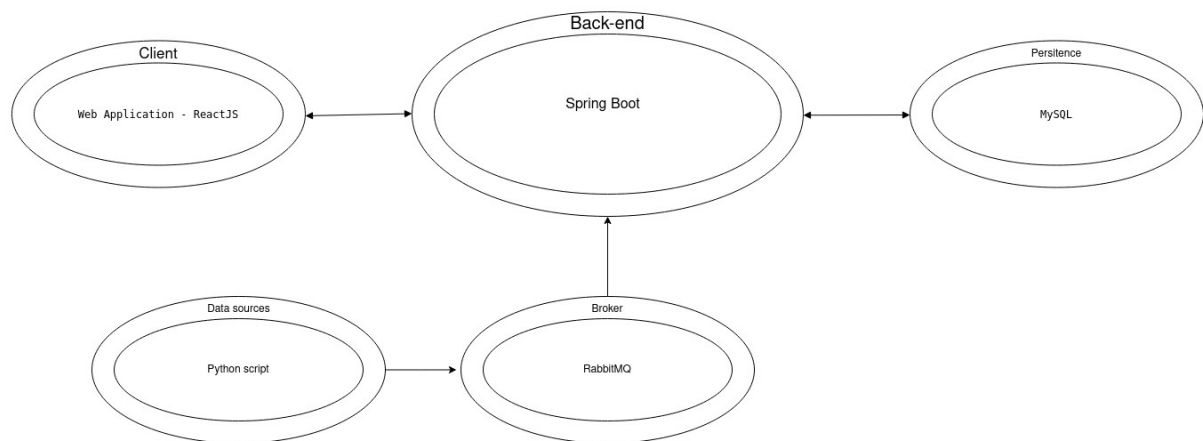 Back-end
Client
Persitence
Spring Boot
Web Application - ReactJS
MySQL
Data sources
Broker
Python script
RabbitMQ